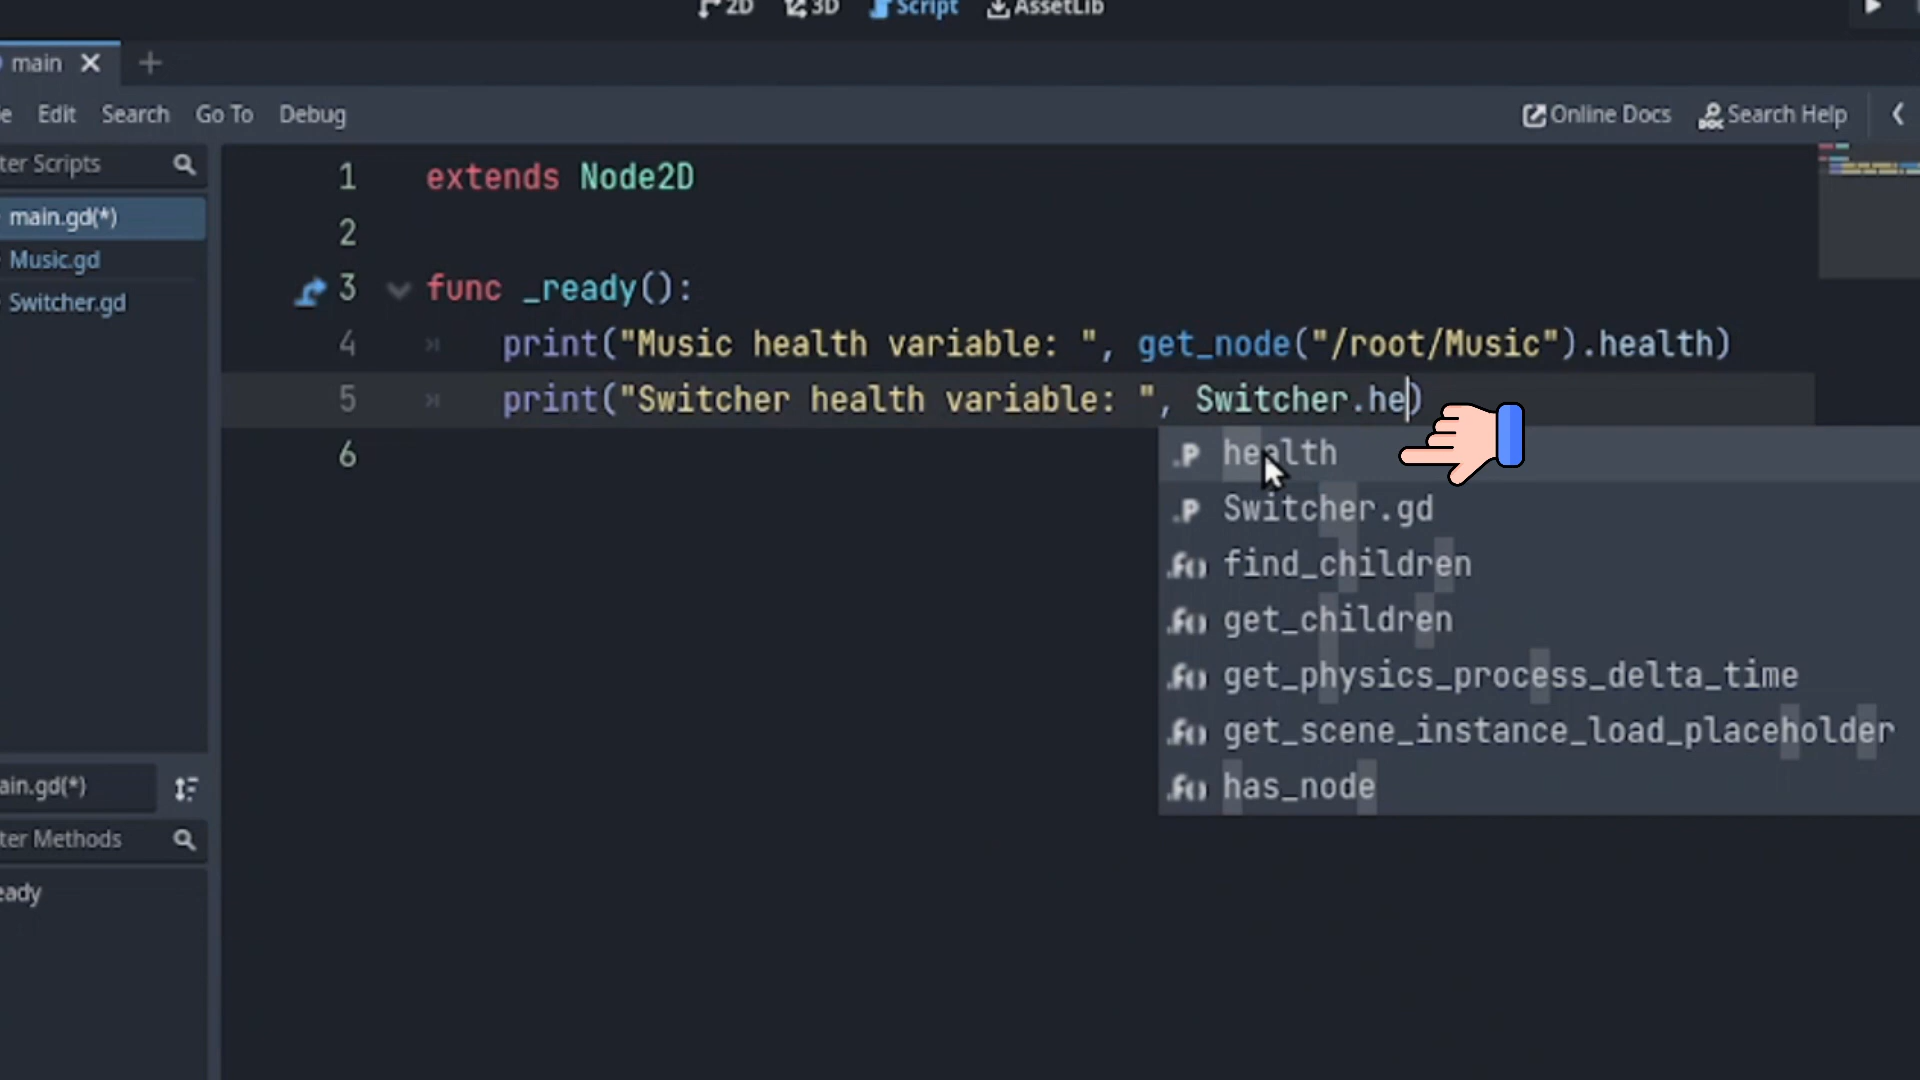 2D 3D Script AssetLib
main
e Edit Search Go To Debug Online Docs Search Help
ter Scripts
main.gd(*)
Music.gd
Switcher.gd
ain.gd(*)
ter Methods
eady
1 extends Node2D
2
3 func _ready():
4 print("Music health variable: ", get_node("/root/Music").health)
5 print("Switcher health variable: ", Switcher.he)
6
.P health
.P Switcher.gd
.f() find_children
.f() get_children
.f() get_physics_process_delta_time
.f() get_scene_instance_load_placeholder
.f() has_node